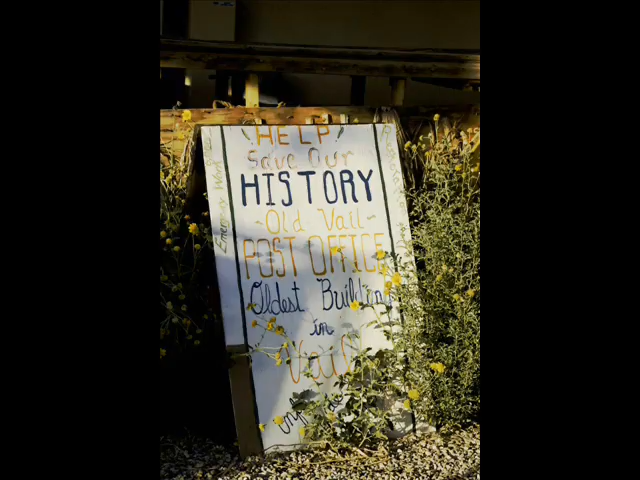 HELP!
Save Our
HISTORY
~Old Vail~
POST OFFICE
Oldest Building
in
Vail